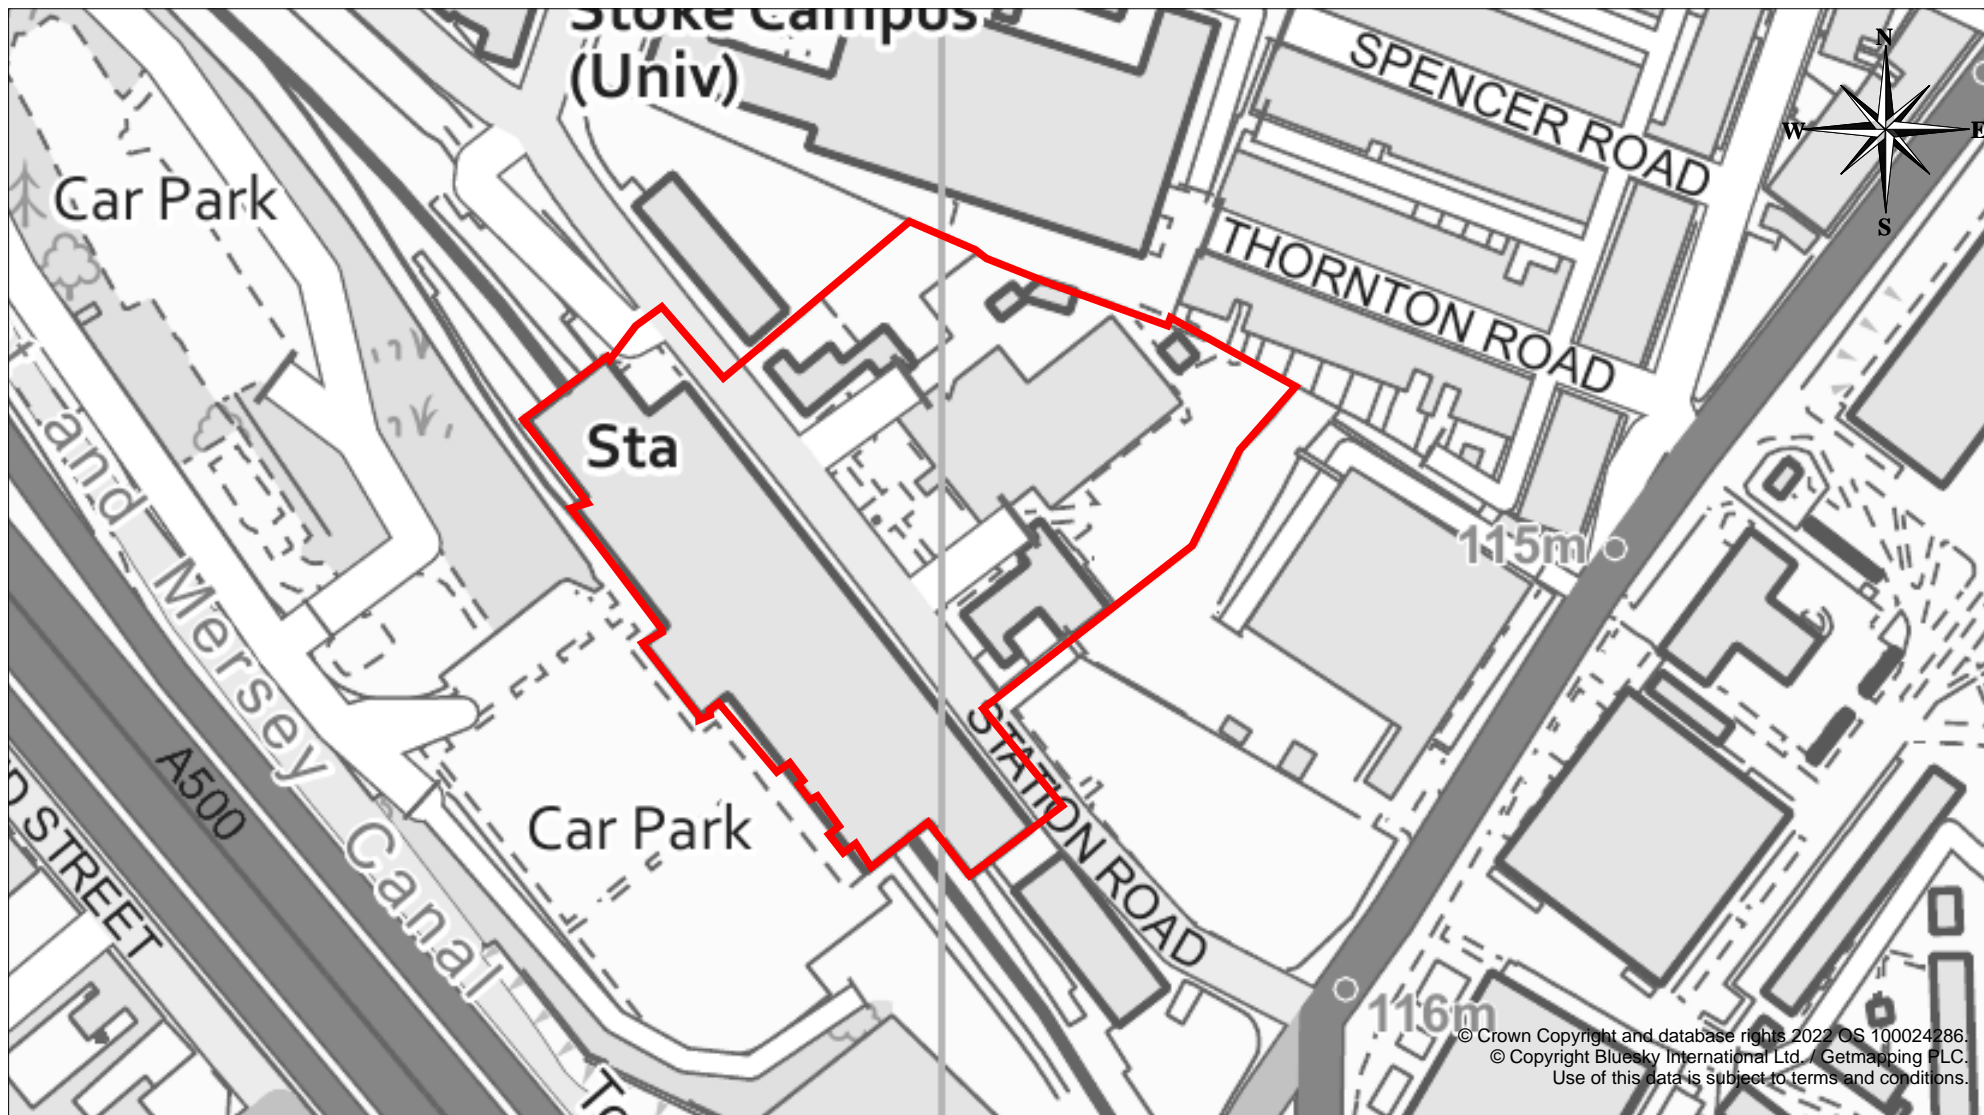 Stoke Campus
(Univ)
SPENCER ROAD
N
W
E
S
Car Park
THORNTON ROAD
Sta
and Mersey Canal
115m
A500
STREET
Car Park
STATION ROAD
116m
© Crown Copyright and database rights 2022 OS 100024286.
© Copyright Bluesky International Ltd. / Getmapping PLC.
Use of this data is subject to terms and conditions.